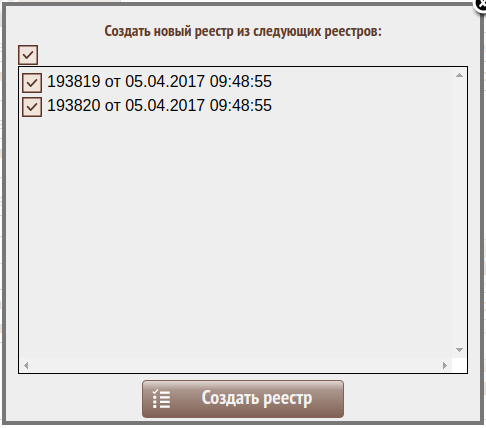 Создать новый реестр из следующих реестров:
193819 от 05.04.2017 09:48:55
193820 от 05.04.2017 09:48:55
Создать реестр